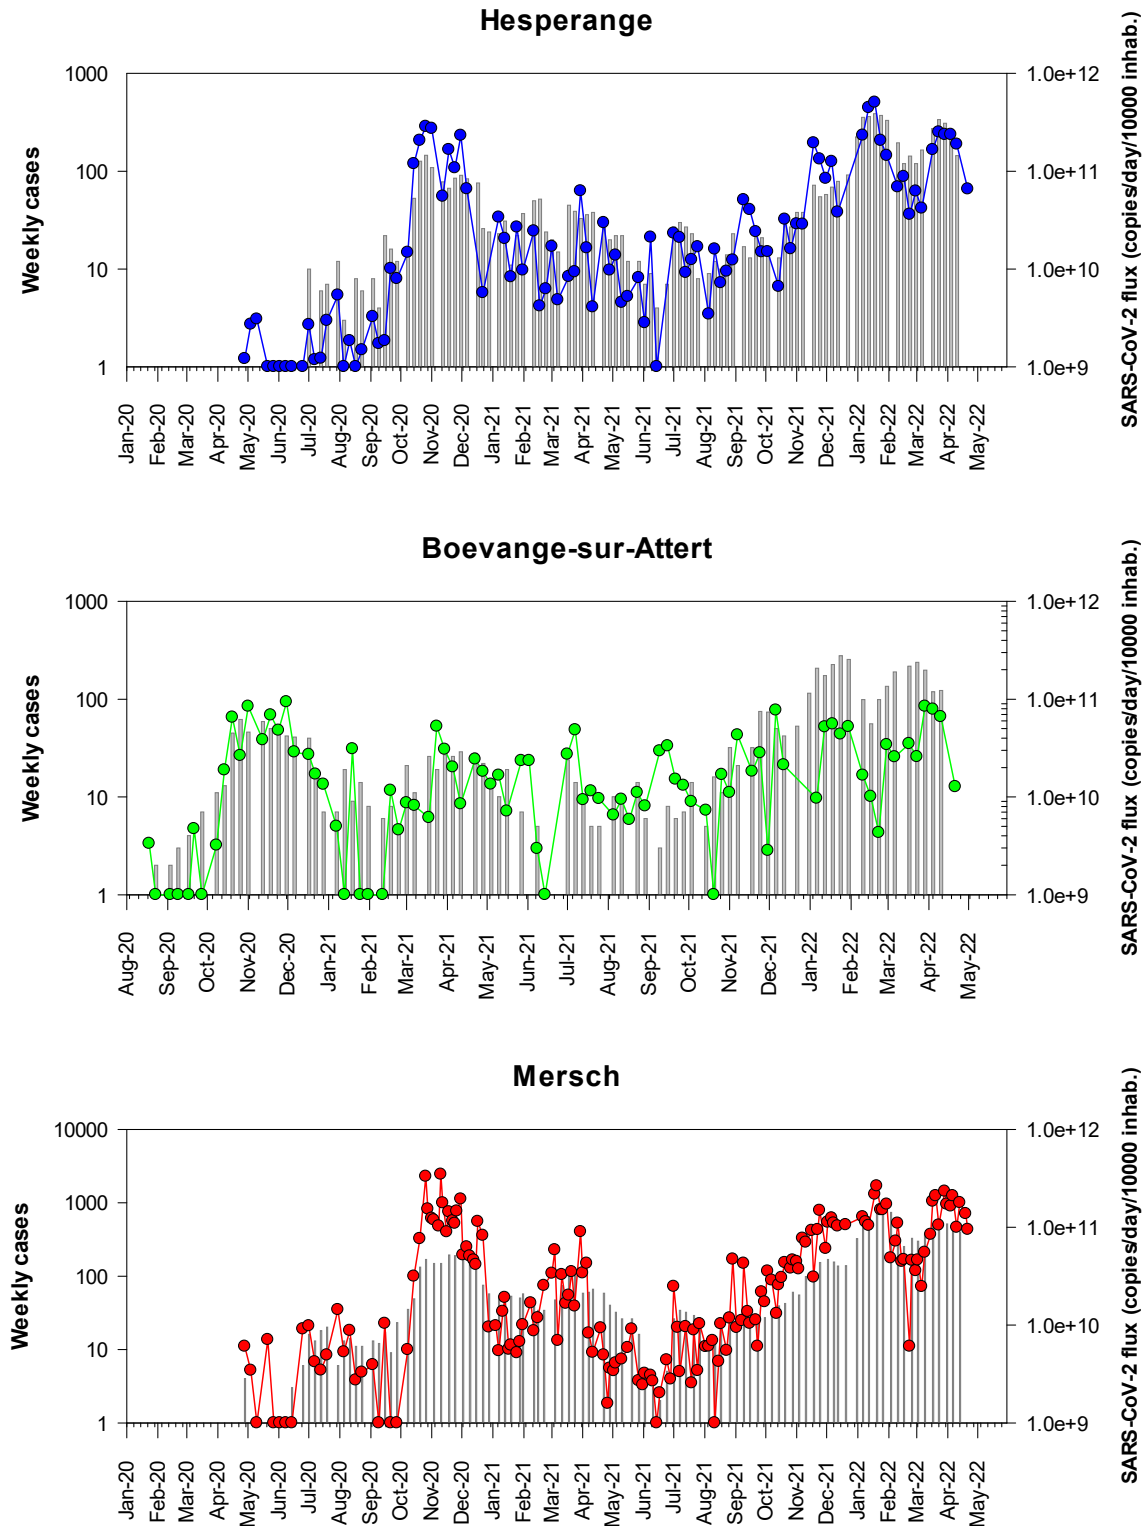 Hesperange
Weekly cases
SARS-CoV-2 flux (copies/day/10000 inhab.)
1000
100
10
1
1.0e+12
1.0e+11
1.0e+10
1.0e+9
Jan-20
Feb-20
Mar-20
Apr-20
May-20
Jun-20
Jul-20
Aug-20
Sep-20
Oct-20
Nov-20
Dec-20
Jan-21
Feb-21
Mar-21
Apr-21
May-21
Jun-21
Jul-21
Aug-21
Sep-21
Oct-21
Nov-21
Dec-21
Jan-22
Feb-22
Mar-22
Apr-22
May-22
Boevange-sur-Attert
Weekly cases
SARS-CoV-2 flux (copies/day/10000 inhab.)
1000
100
10
1
1.0e+12
1.0e+11
1.0e+10
1.0e+9
Aug-20
Sep-20
Oct-20
Nov-20
Dec-20
Jan-21
Feb-21
Mar-21
Apr-21
May-21
Jun-21
Jul-21
Aug-21
Sep-21
Oct-21
Nov-21
Dec-21
Jan-22
Feb-22
Mar-22
Apr-22
May-22
Mersch
Weekly cases
SARS-CoV-2 flux (copies/day/10000 inhab.)
10000
1000
100
10
1
1.0e+12
1.0e+11
1.0e+10
1.0e+9
Jan-20
Feb-20
Mar-20
Apr-20
May-20
Jun-20
Jul-20
Aug-20
Sep-20
Oct-20
Nov-20
Dec-20
Jan-21
Feb-21
Mar-21
Apr-21
May-21
Jun-21
Jul-21
Aug-21
Sep-21
Oct-21
Nov-21
Dec-21
Jan-22
Feb-22
Mar-22
Apr-22
May-22